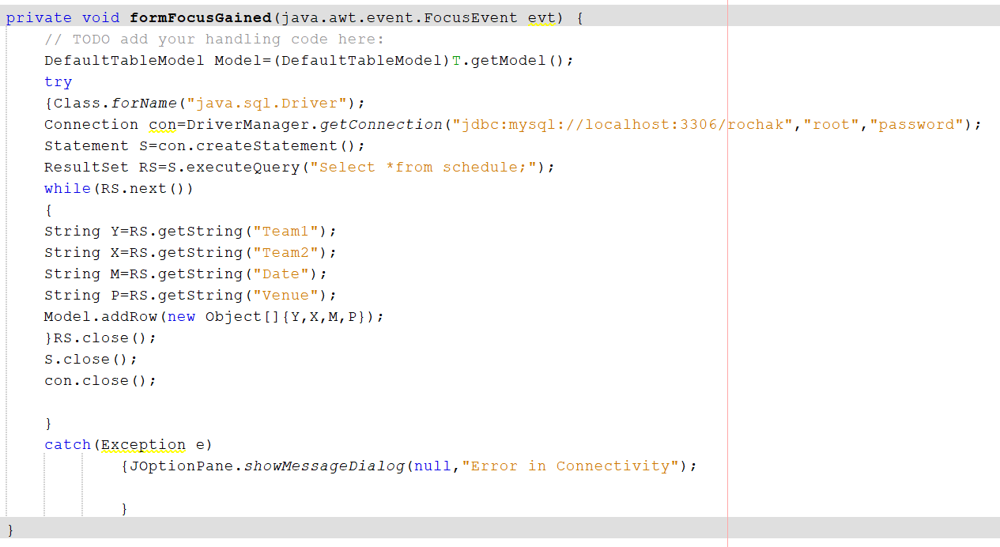 private void formFocusGained(java.awt.event.FocusEvent evt) {
// TODO add your handling code here:
DefaultTableModel Model=(DefaultTableModel)T.getModel();
try
{Class.forName("java.sql.Driver");
Connection con=DriverManager.getConnection("jdbc:mysql://localhost:3306/rochak","root","password");
Statement S=con.createStatement();
ResultSet RS=S.executeQuery("Select *from schedule;");
while(RS.next())
{
String Y=RS.getString("Team1");
String X=RS.getString("Team2");
String M=RS.getString("Date");
String P=RS.getString("Venue");
Model.addRow(new Object[]{Y,X,M,P});
}RS.close();
S.close();
con.close();
}
catch(Exception e)
{JOptionPane.showMessageDialog(null,"Error in Connectivity");
}
}